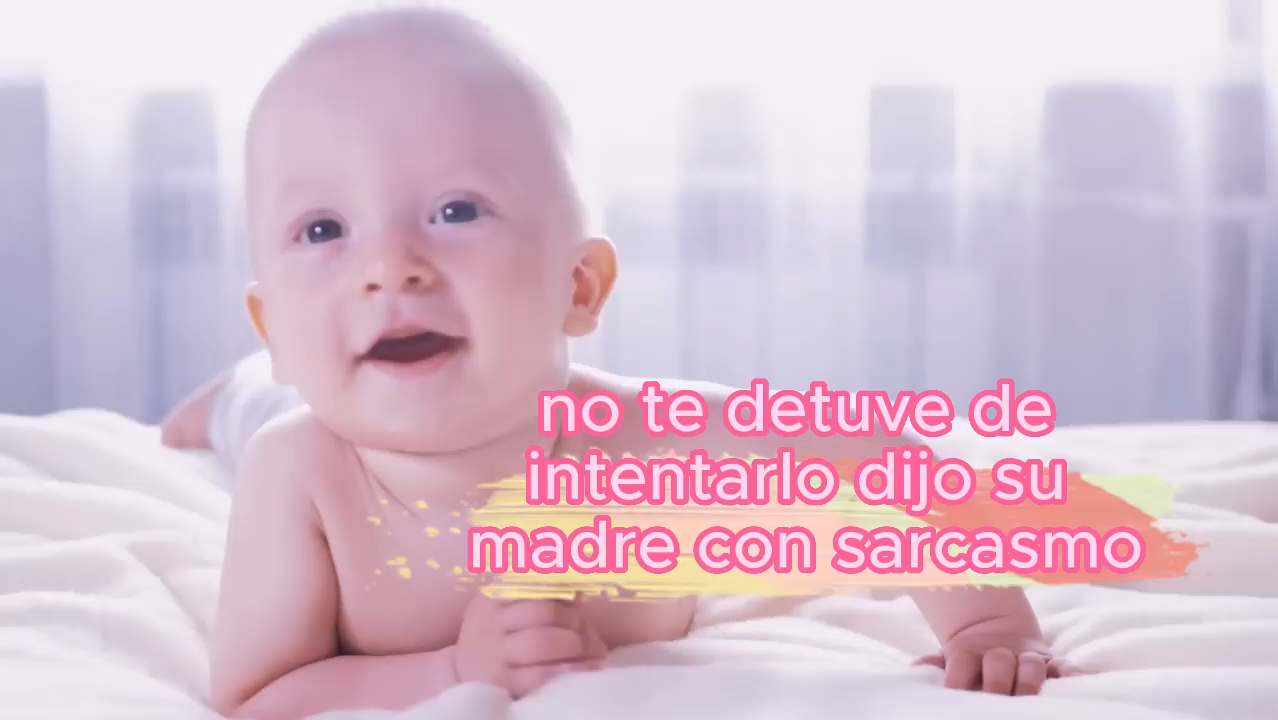 no te detuve de
intentarlo dijo su
madre con sarcasmo